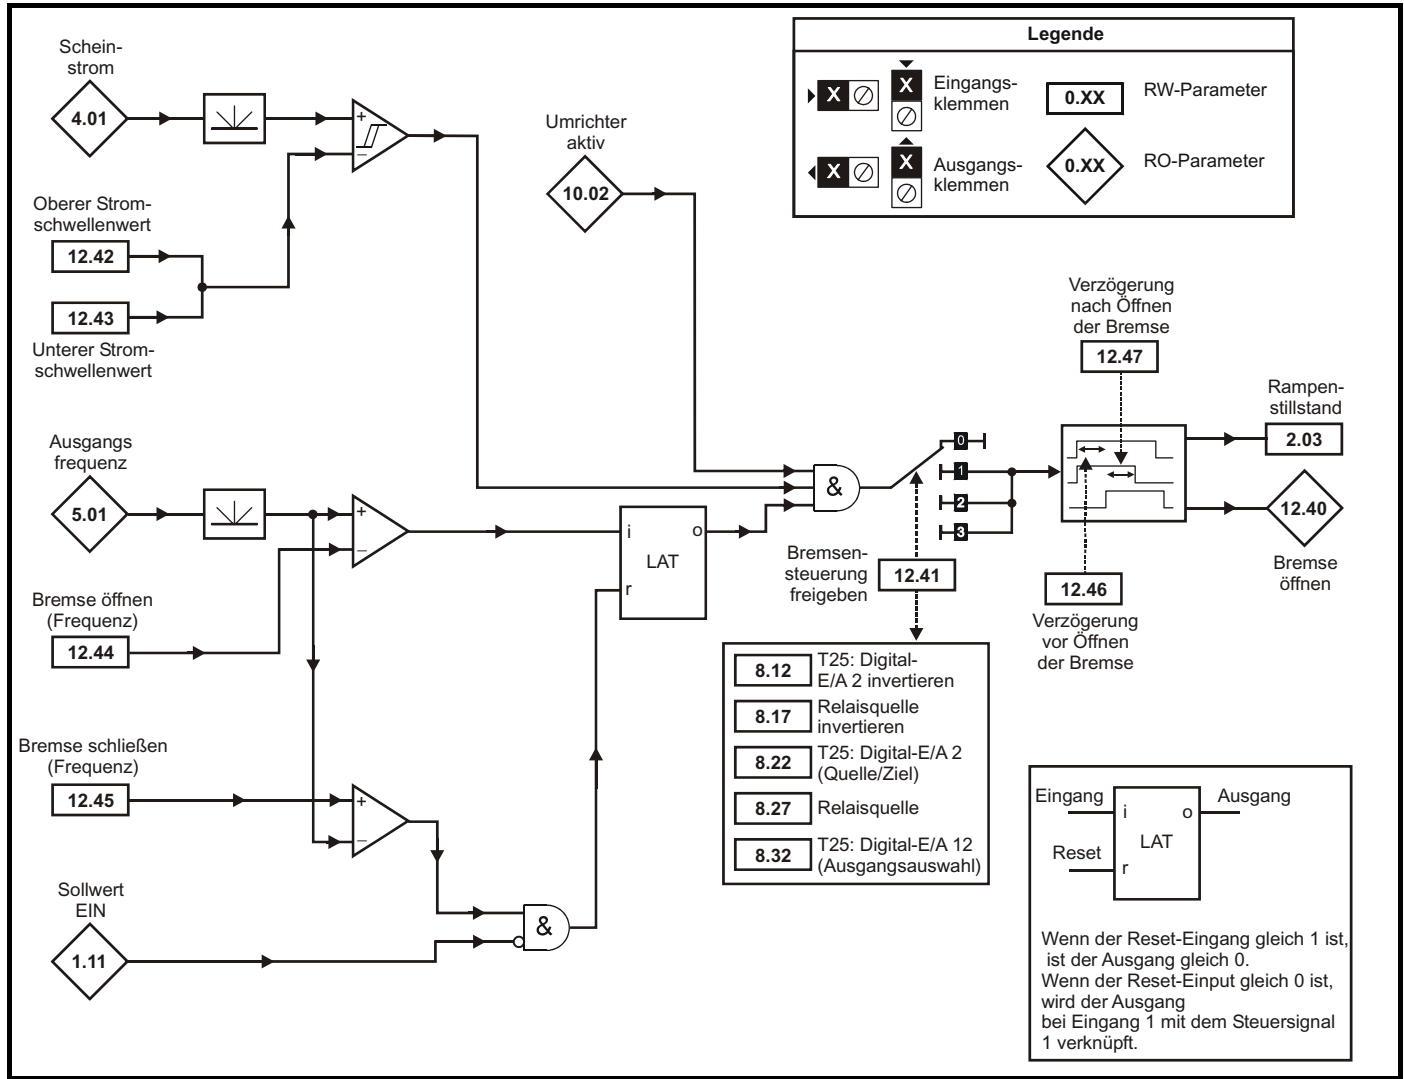 Schein-
strom
4.01
+
−
Oberer Strom-
schwellenwert
12.42
12.43
Unterer Strom-
schwellenwert
Umrichter
aktiv
10.02
Legende
X
X
Eingangs-
klemmen
0.XX
RW-Parameter
X
X
Ausgangs-
klemmen
0.XX
RO-Parameter
Ausgangs
frequenz
5.01
+
−
Bremse öffnen
(Frequenz)
12.44
i
o
LAT
r
&
0
1
2
3
Verzögerung
nach Öffnen
der Bremse
12.47
Rampen-
stillstand
2.03
12.40
Bremse
öffnen
12.46
Verzögerung
vor Öffnen
der Bremse
Bremsen-
steuerung
freigeben
12.41
8.12
T25: Digital-
E/A 2 invertieren
8.17
Relaisquelle
invertieren
8.22
T25: Digital-E/A 2
(Quelle/Ziel)
8.27
Relaisquelle
8.32
T25: Digital-E/A 12
(Ausgangsauswahl)
Bremse schließen
(Frequenz)
12.45
+
−
Sollwert
EIN
1.11
&
Eingang
i
o
Ausgang
LAT
Reset
r
Wenn der Reset-Eingang gleich 1 ist,
ist der Ausgang gleich 0.
Wenn der Reset-Einput gleich 0 ist,
wird der Ausgang
bei Eingang 1 mit dem Steuersignal
1 verknüpft.